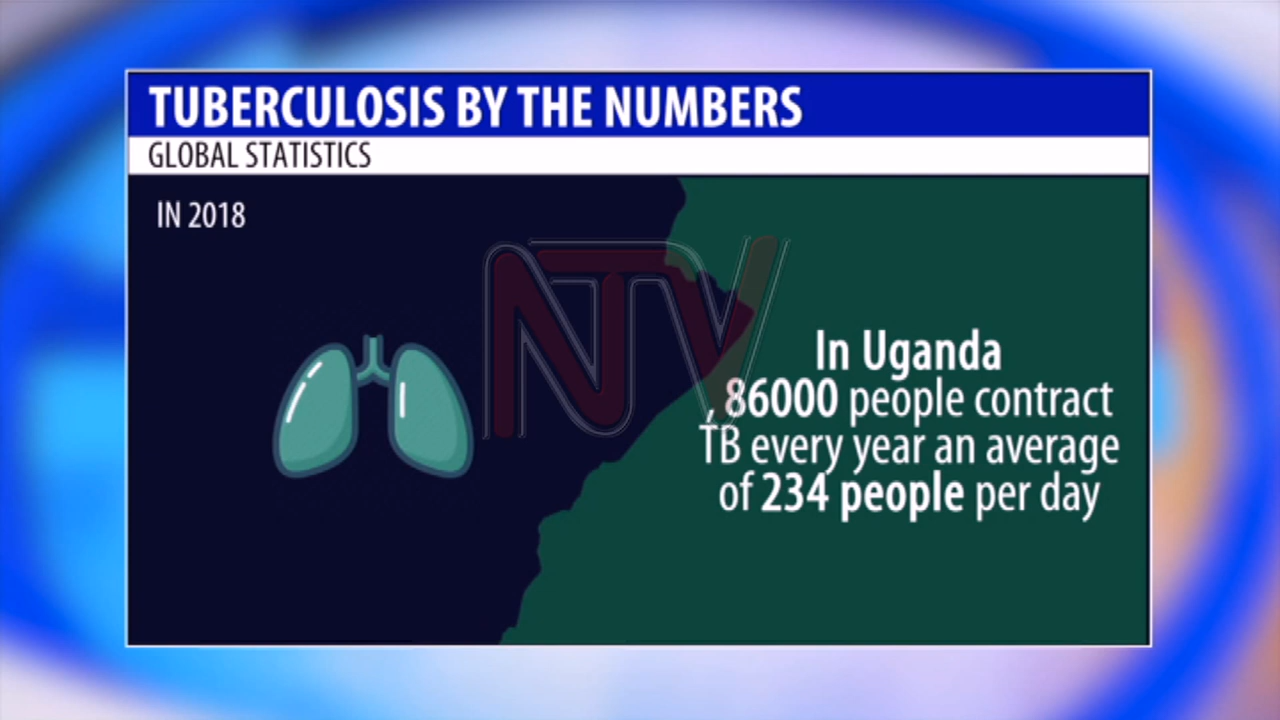 TUBERCULOSIS BY THE NUMBERS
GLOBAL STATISTICS
IN 2018
NTV
In Uganda
, 86000 people contract
TB every year an average
of 234 people per day